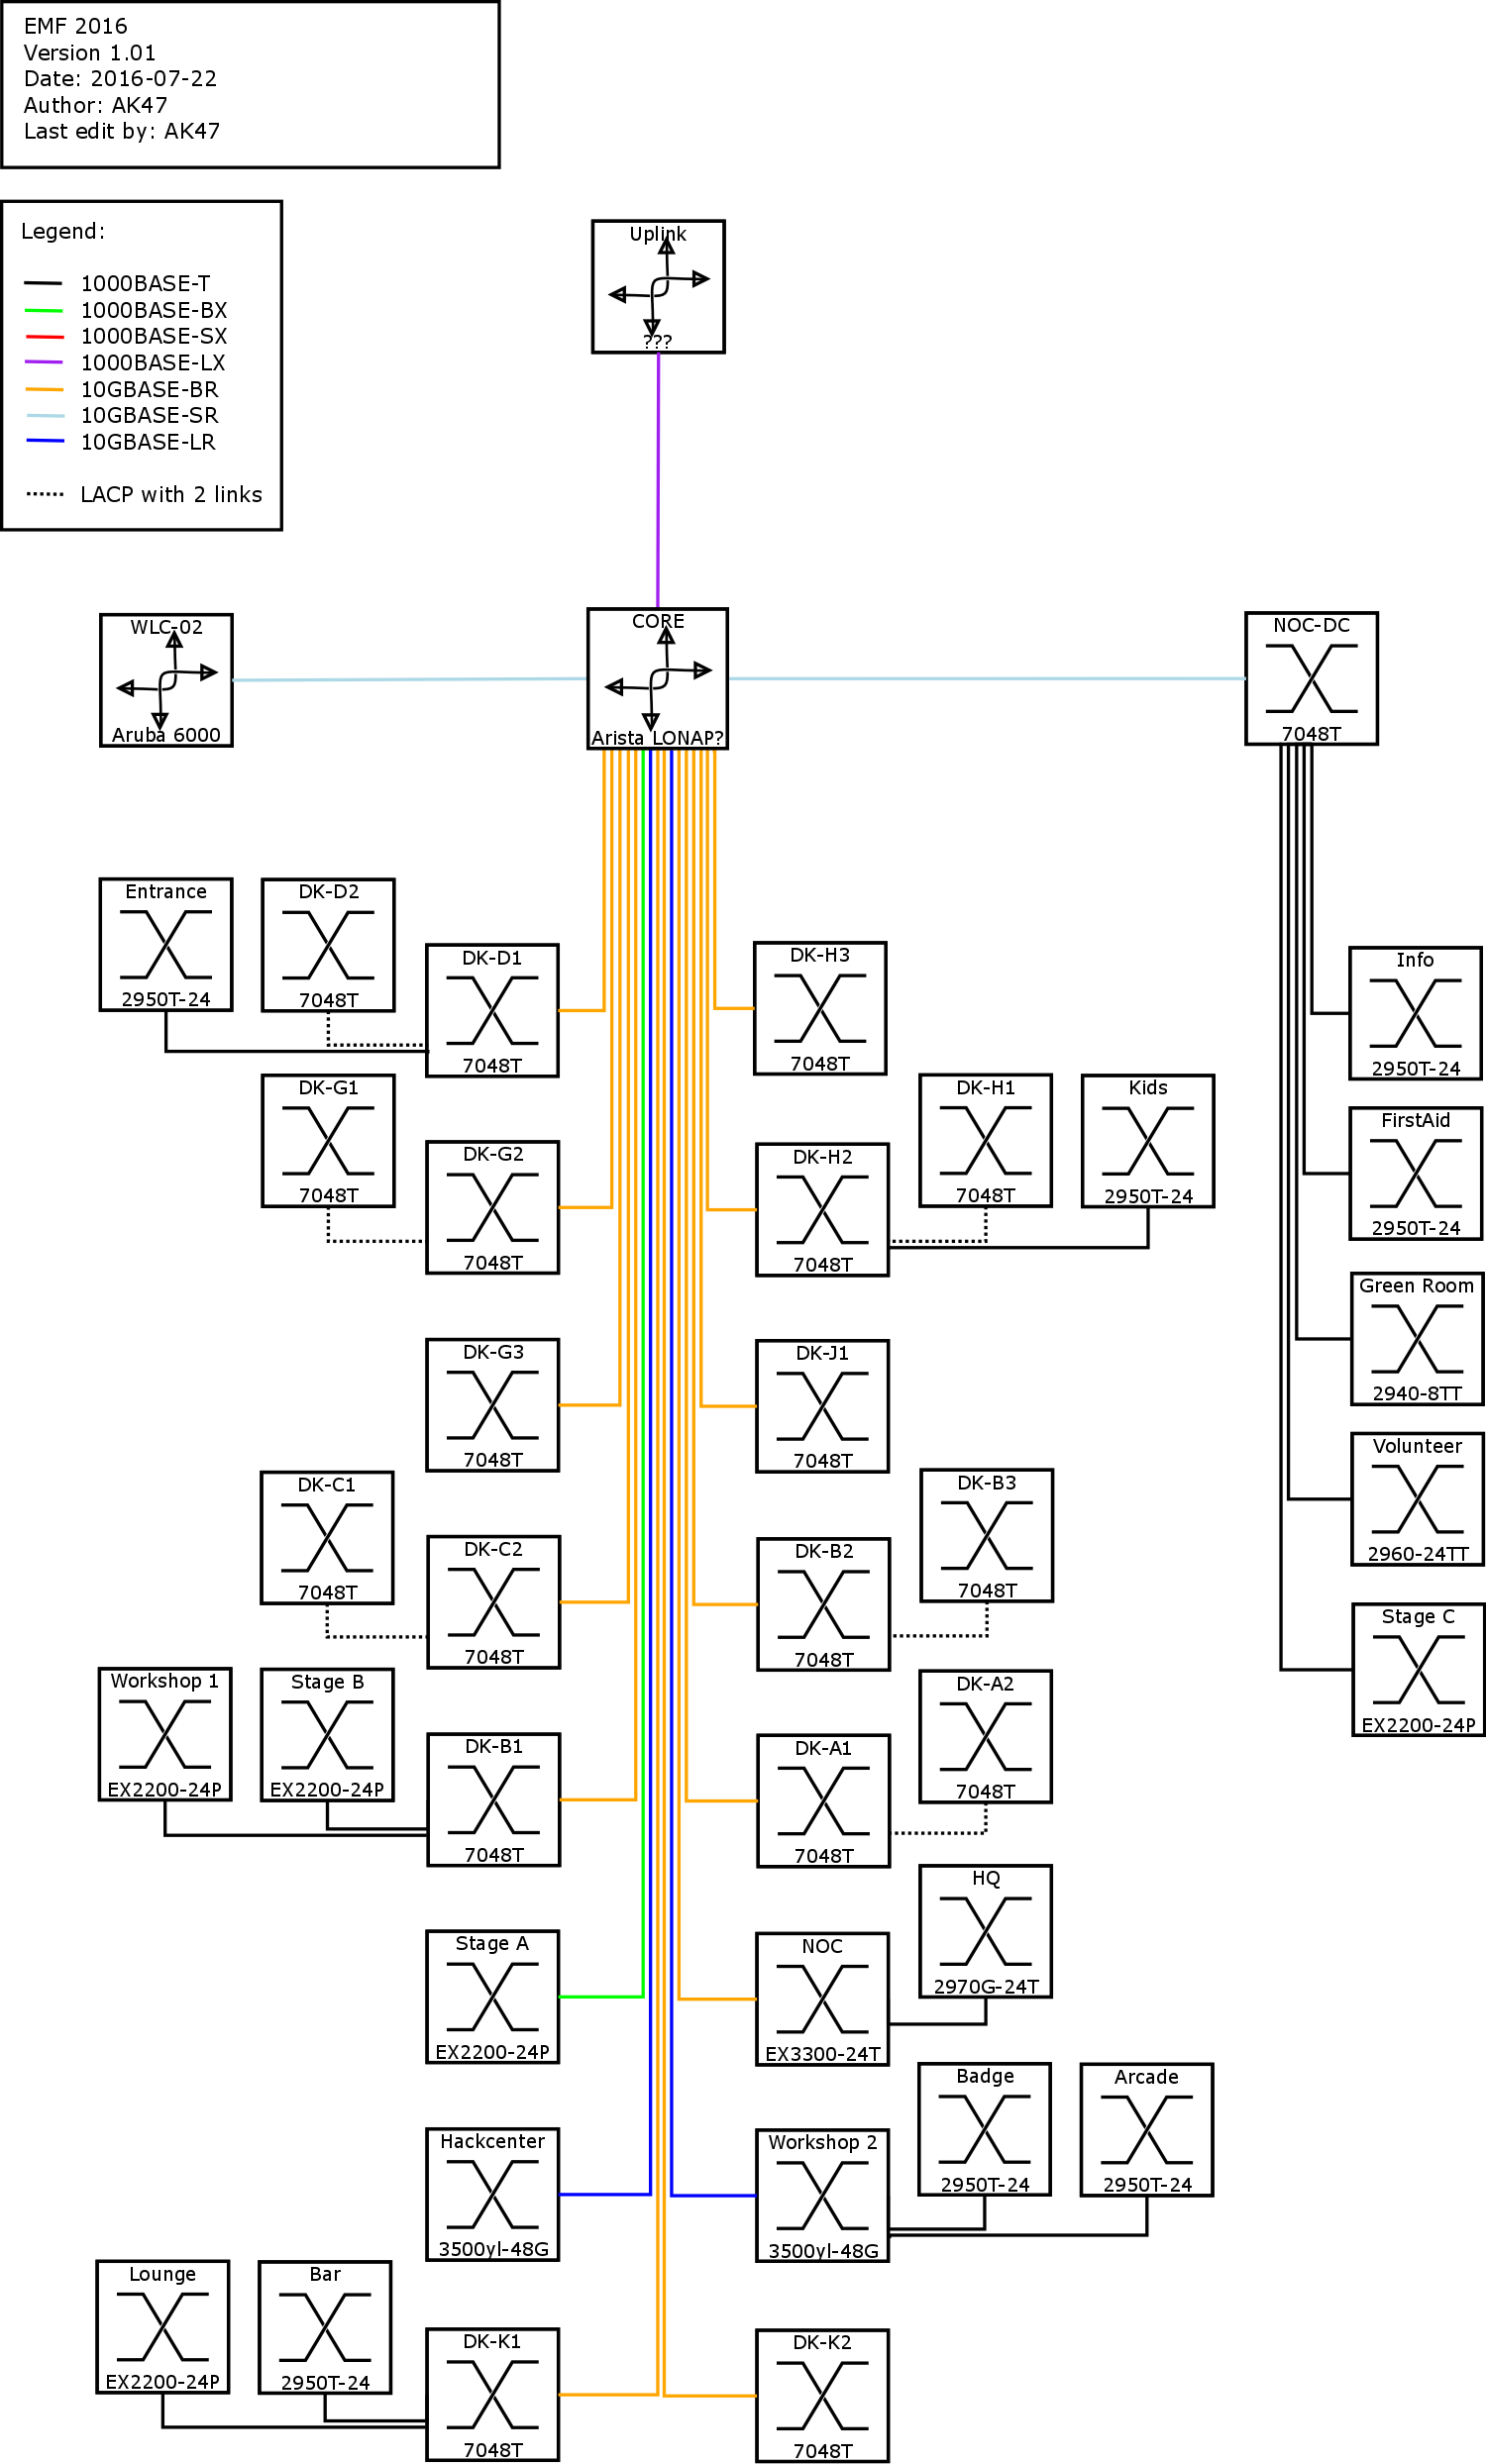 EMF 2016
Version 1.01
Date: 2016-07-22
Author: AK47
Last edit by: AK47
Legend:
1000BASE-T
1000BASE-BX
1000BASE-SX
1000BASE-LX
10GBASE-BR
10GBASE-SR
10GBASE-LR
LACP with 2 links
Uplink
???
WLC-02
Aruba 6000
CORE
Arista LONAP?
NOC-DC
7048T
Entrance
2950T-24
DK-D2
7048T
DK-D1
7048T
DK-H3
7048T
Info
2950T-24
DK-G1
7048T
DK-G2
7048T
DK-H2
7048T
DK-H1
7048T
Kids
2950T-24
FirstAid
2950T-24
DK-G3
7048T
DK-J1
7048T
Green Room
2940-8TT
DK-C1
7048T
DK-C2
7048T
DK-B2
7048T
DK-B3
7048T
Volunteer
2960-24TT
Workshop 1
EX2200-24P
Stage B
EX2200-24P
DK-B1
7048T
DK-A1
7048T
DK-A2
7048T
Stage C
EX2200-24P
Stage A
EX2200-24P
NOC
EX3300-24T
HQ
2970G-24T
Hackcenter
3500yl-48G
Workshop 2
3500yl-48G
Badge
2950T-24
Arcade
2950T-24
Lounge
EX2200-24P
Bar
2950T-24
DK-K1
7048T
DK-K2
7048T